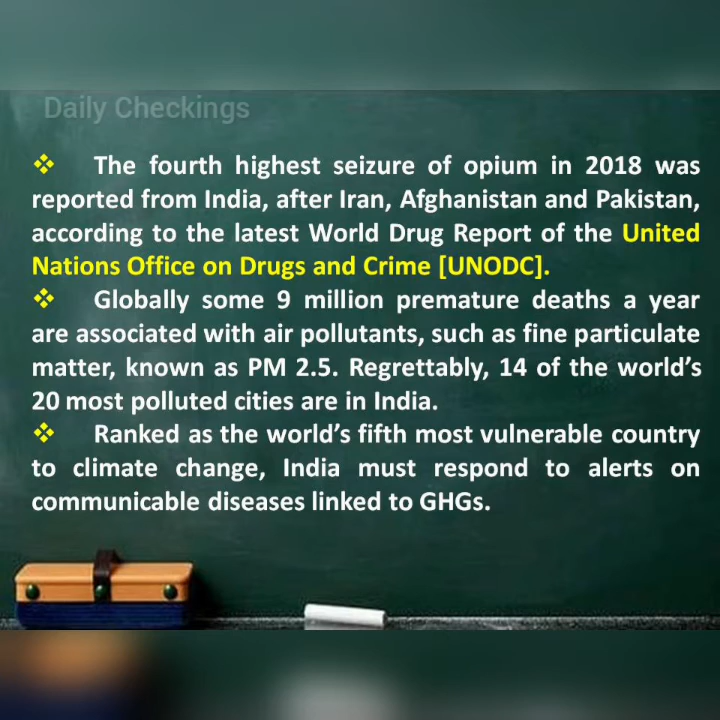 Daily Checkings
❖ The fourth highest seizure of opium in 2018 was
reported from India, after Iran, Afghanistan and Pakistan,
according to the latest World Drug Report of the United
Nations Office on Drugs and Crime [UNODC].
❖ Globally some 9 million premature deaths a year
are associated with air pollutants, such as fine particulate
matter, known as PM 2.5. Regrettably, 14 of the world’s
20 most polluted cities are in India.
❖ Ranked as the world’s fifth most vulnerable country
to climate change, India must respond to alerts on
communicable diseases linked to GHGs.